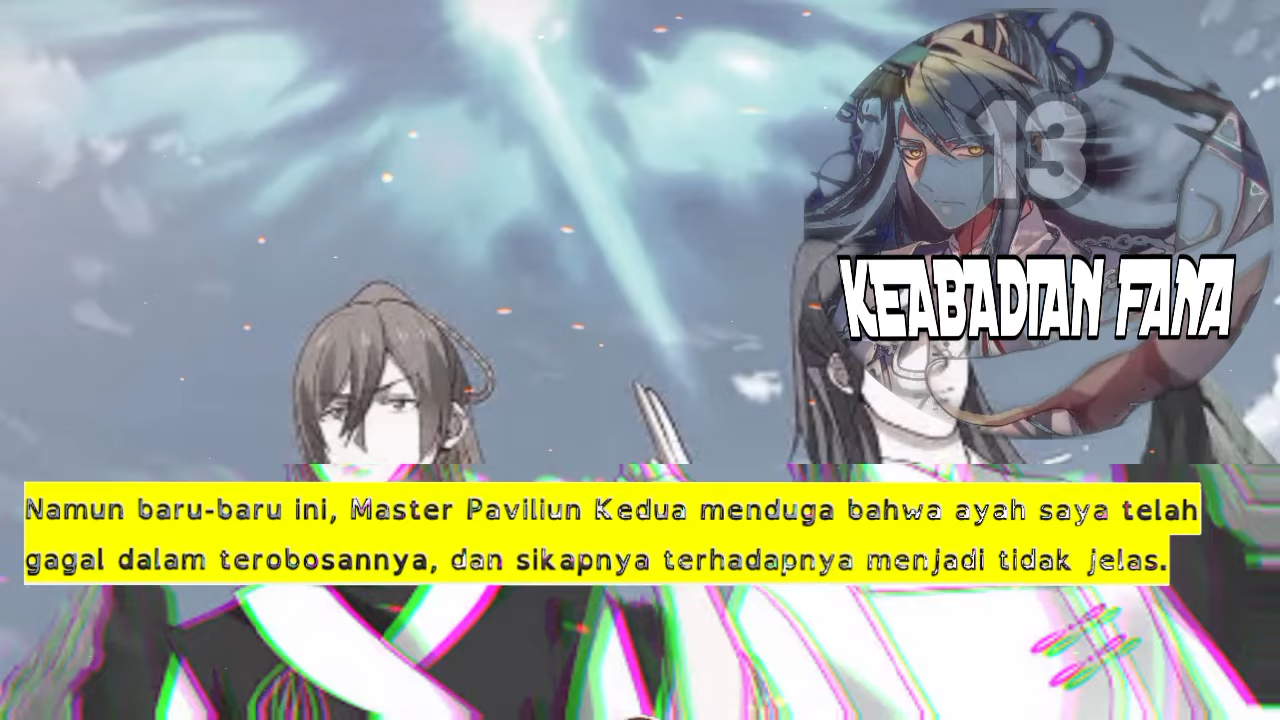 13
KEABADIAN FANA
Namun baru-baru ini, Master Paviliun Kedua menduga bahwa ayah saya telah
gagal dalam terobosannya, dan sikapnya terhadapnya menjadi tidak jelas.